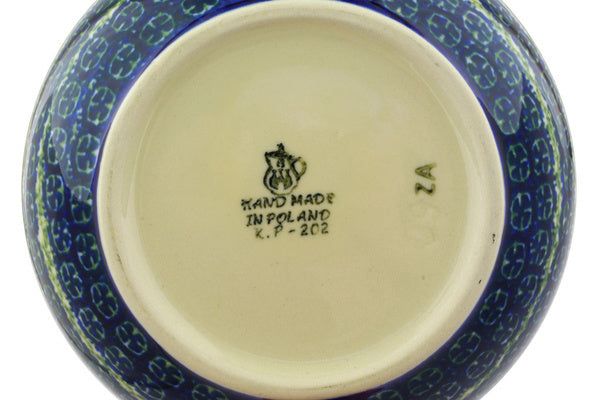 HAND MADE
IN POLAND
K.P-202
ZA